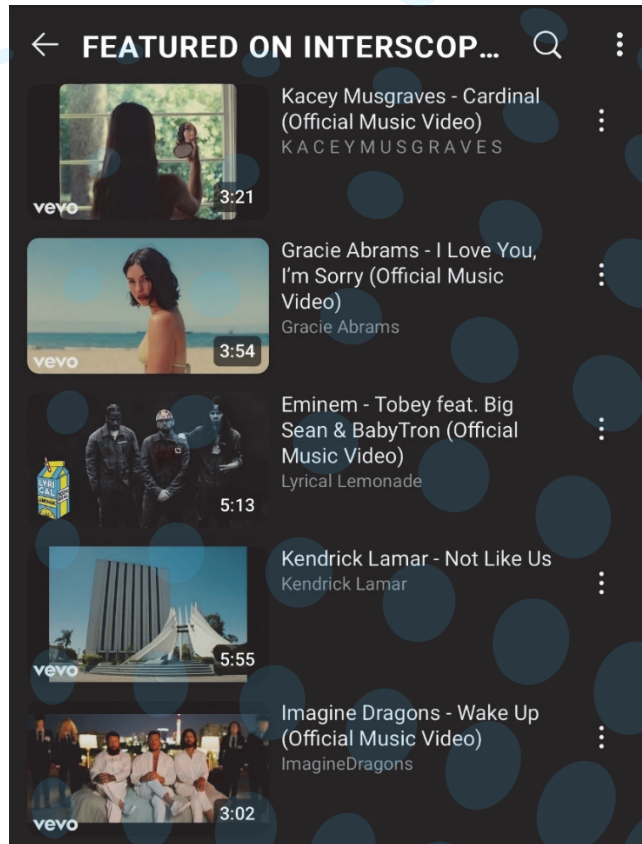 FEATURED ON INTERSCOP...
Kacey Musgraves - Cardinal
(Official Music Video)
KACEYMUSGRAVES
vevo
3:21
Gracie Abrams - I Love You,
I'm Sorry (Official Music
Video)
Gracie Abrams
vevo
3:54
Eminem - Tobey feat. Big
Sean & BabyTron (Official
Music Video)
Lyrical Lemonade
LYRI
CAL
5:13
Kendrick Lamar - Not Like Us
Kendrick Lamar
vevo
5:55
Imagine Dragons - Wake Up
(Official Music Video)
ImagineDragons
vevo
3:02